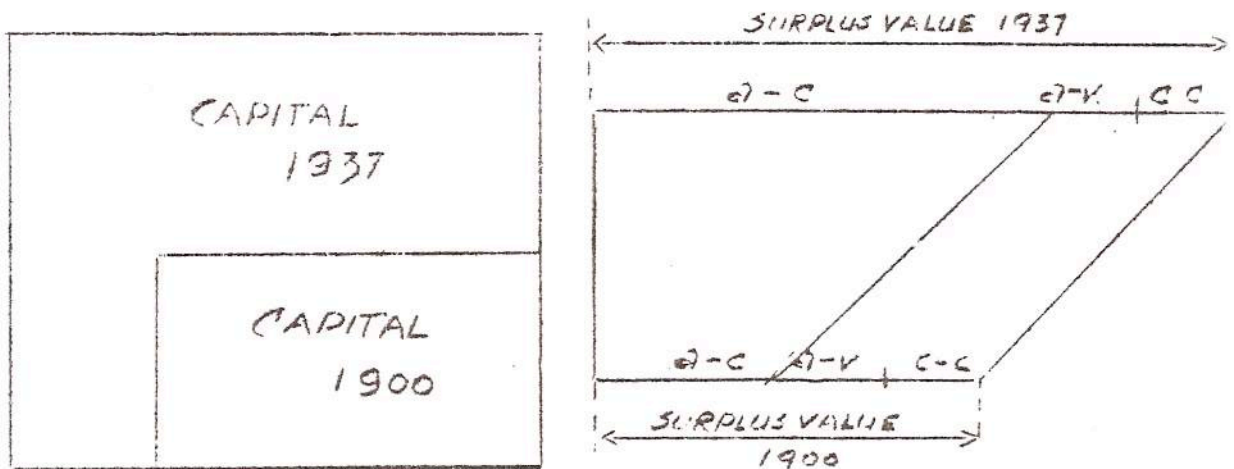 CAPITAL
1937
CAPITAL
1900
SURPLUS VALUE 1937
a-c a-v. c c
a-c a-v c-c
SURPLUS VALUE
1900